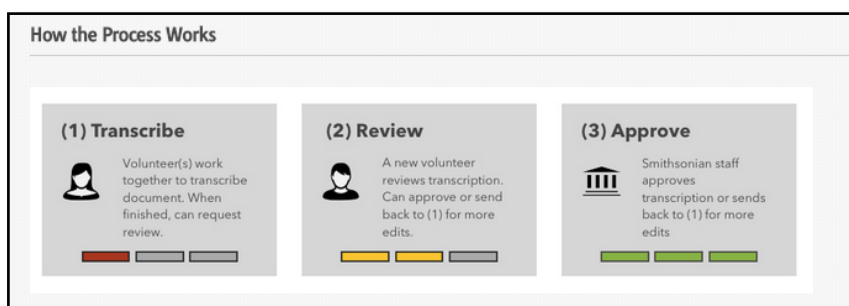 How the Process Works
(1) Transcribe
Volunteer(s) work
together to transcribe
document. When
finished, can request
review.
(2) Review
A new volunteer
reviews transcription.
Can approve or send
back to (1) for more
edits.
(3) Approve
Smithsonian staff
approves
transcription or sends
back to (1) for more
edits